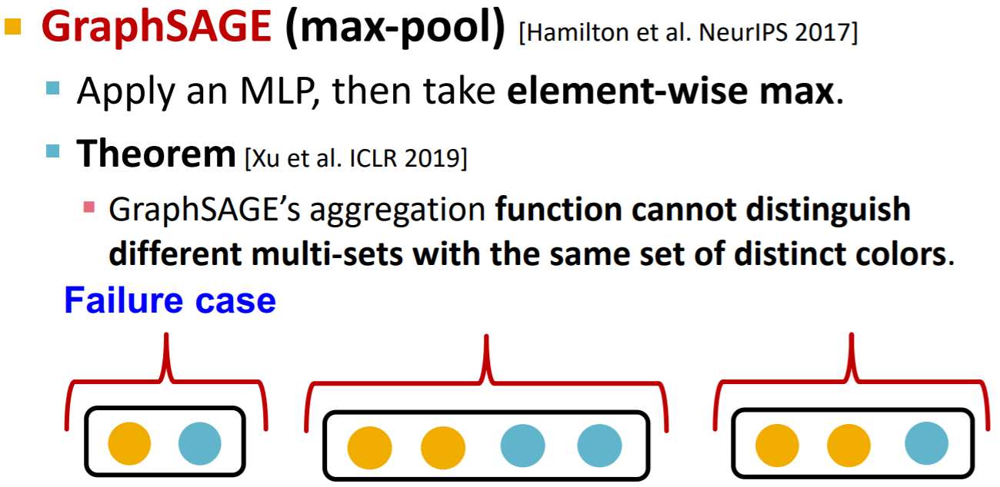 GraphSAGE (max-pool) [Hamilton et al. NeurIPS 2017]
Apply an MLP, then take element-wise max.
Theorem [Xu et al. ICLR 2019]
GraphSAGE's aggregation function cannot distinguish
different multi-sets with the same set of distinct colors.
Failure case